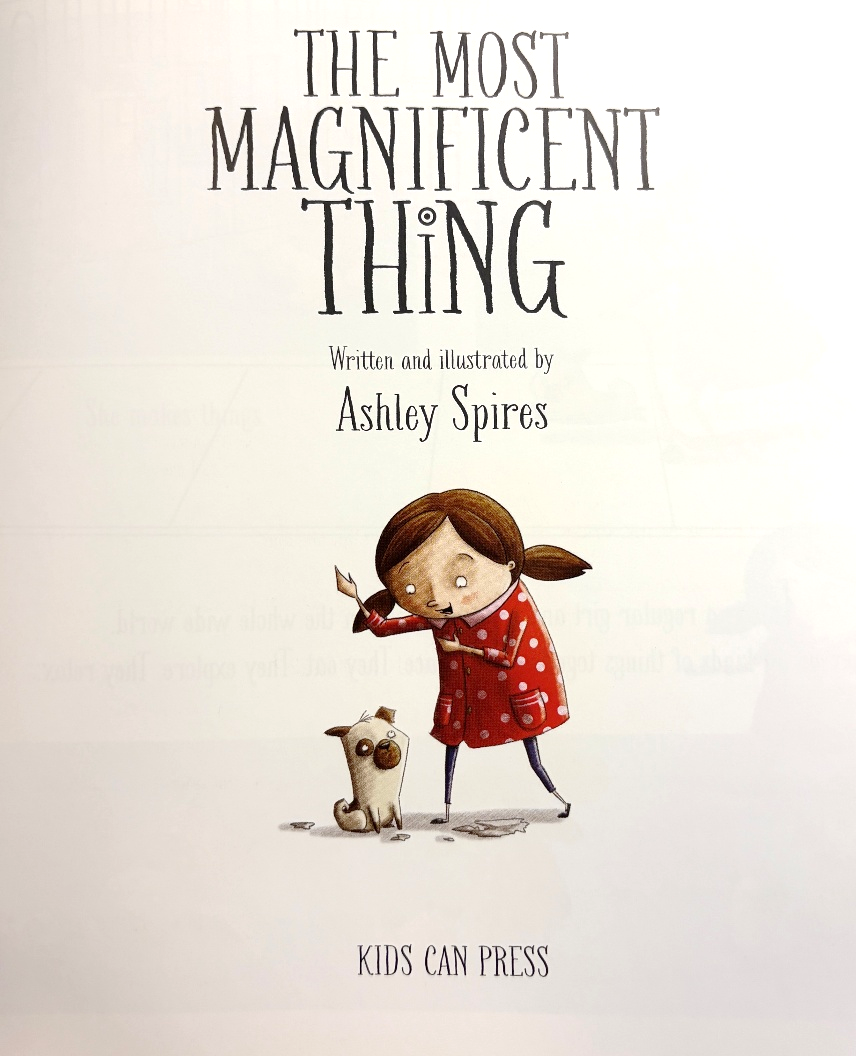 THE MOST
MAGNIFICENT
THiNG
Written and illustrated by
Ashley Spires
KIDS CAN PRESS